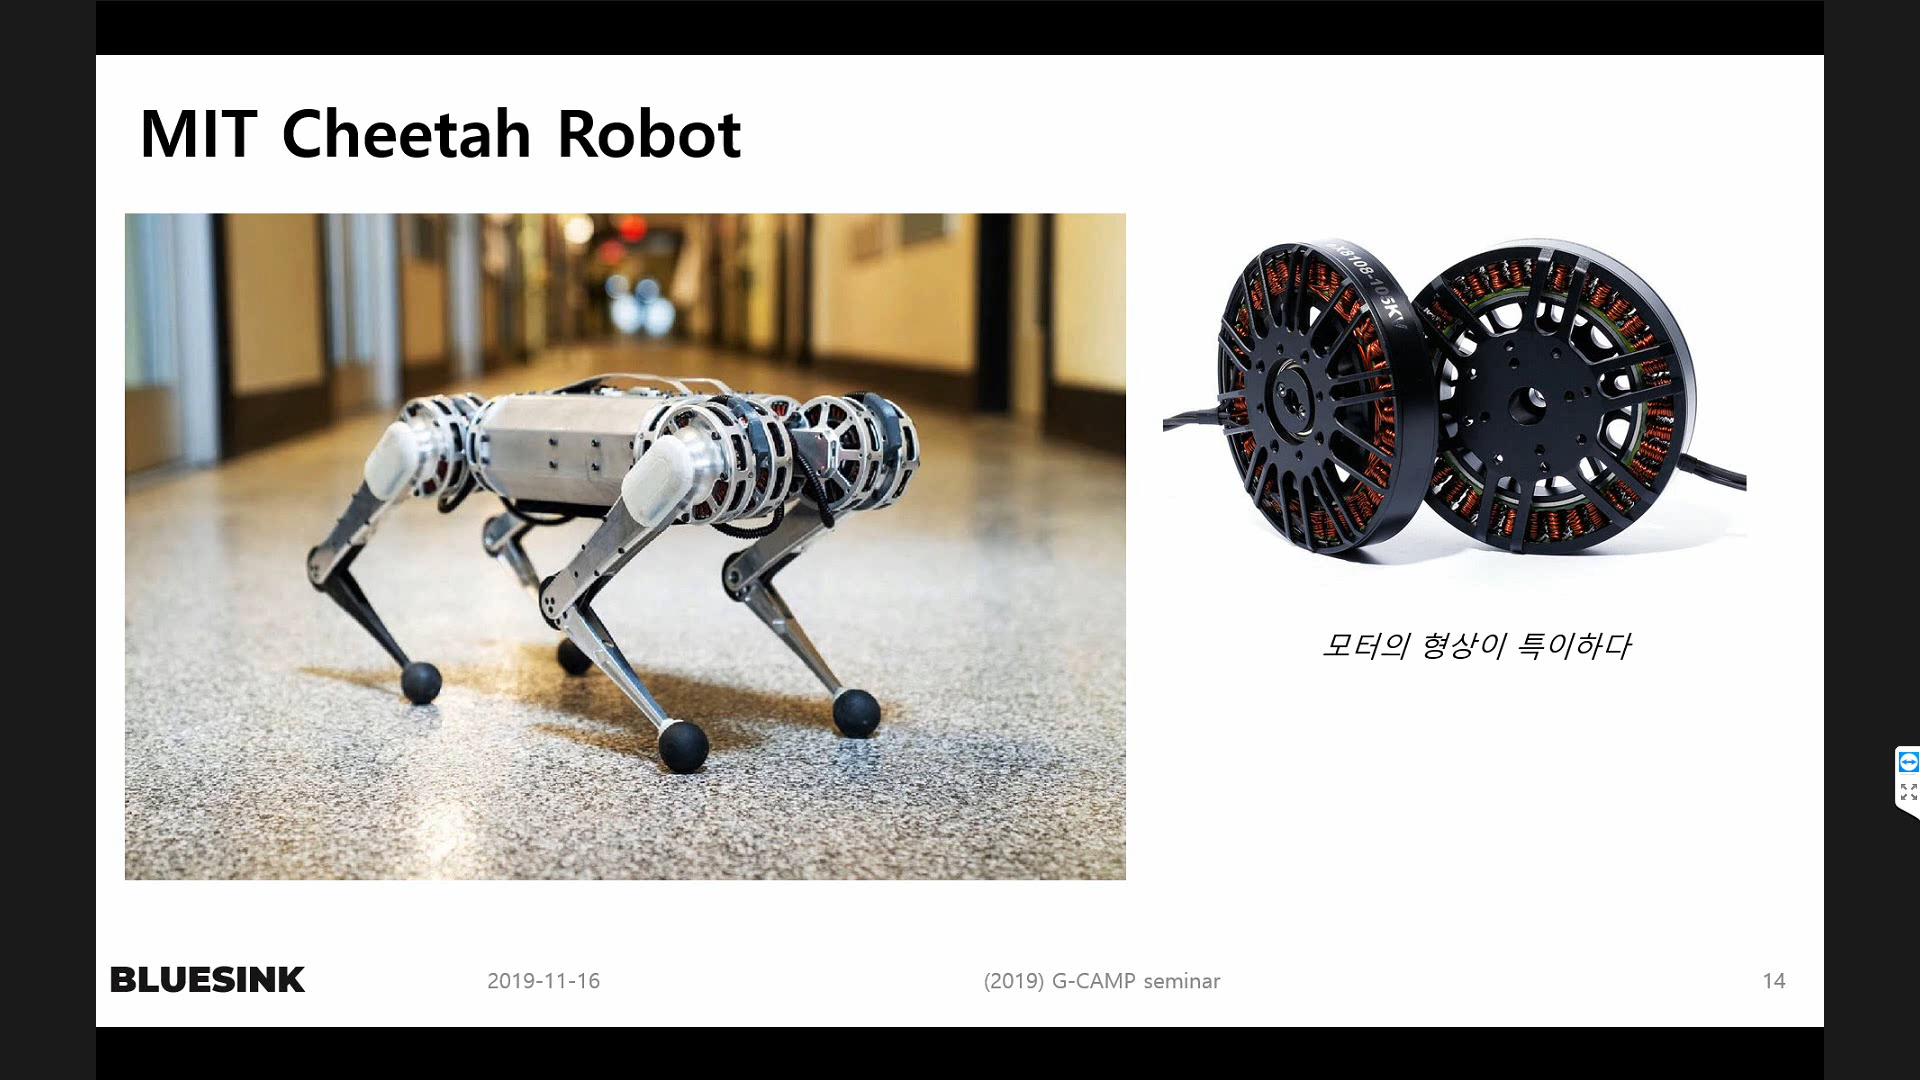 MIT Cheetah Robot
모터의 형상이 특이하다
BLUESINK
2019-11-16
(2019) G-CAMP seminar
14